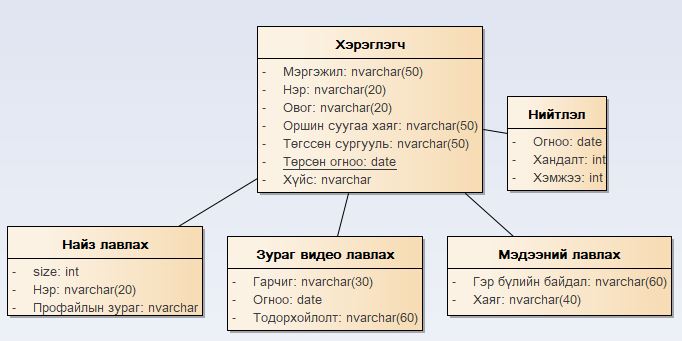 Хэрэглэгч
- Мэргэжил: nvarchar(50)
- Нэр: nvarchar(20)
- Овог: nvarchar(20)
- Оршин суугаа хаяг: nvarchar(50)
- Төгссөн сургууль: nvarchar(50)
- Төрсөн огноо: date
- Хүйс: nvarchar
Нийтлэл
- Огноо: date
- Хандалт: int
- Хэмжээ: int
Найз лавлах
- size: int
- Нэр: nvarchar(20)
- Профайлын зураг: nvarchar
Зураг видео лавлах
- Гарчиг: nvarchar(30)
- Огноо: date
- Тодорхойлолт: nvarchar(60)
Мэдээний лавлах
- Гэр бүлийн байдал: nvarchar(60)
- Хаяг: nvarchar(40)